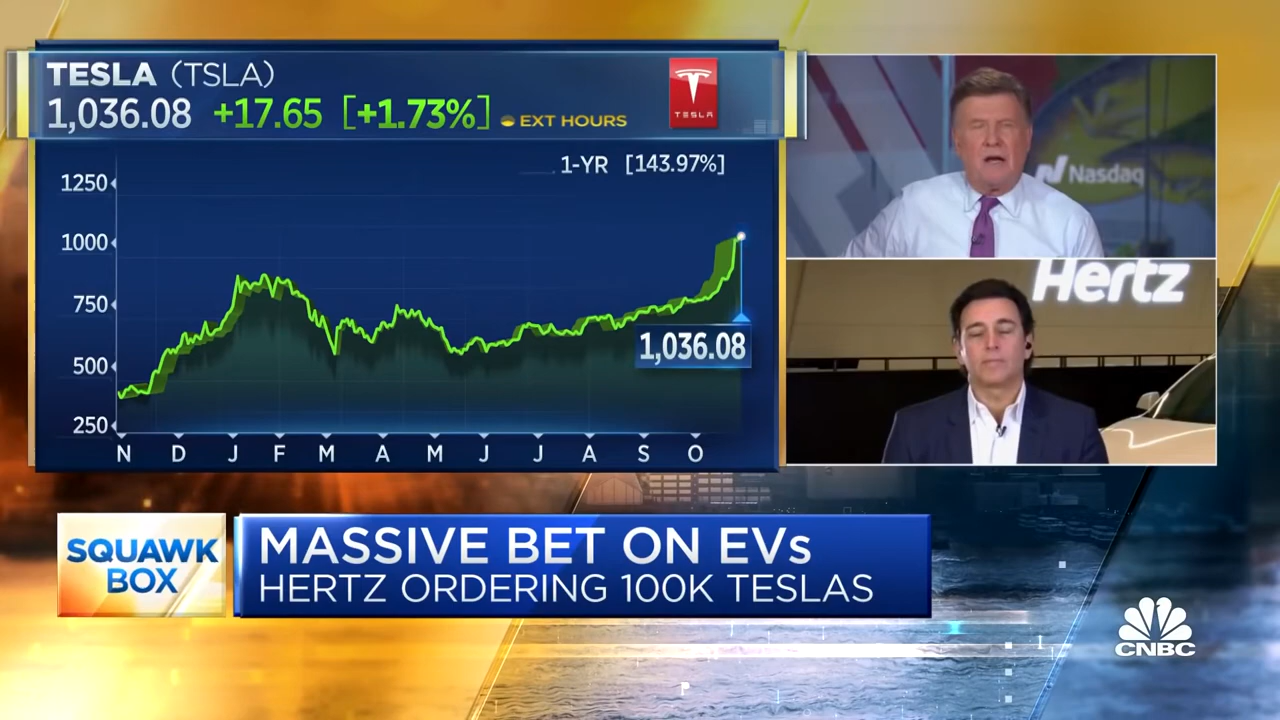 TESLA (TSLA)
1,036.08 +17.65 [+1.73%] EXT HOURS
TESLA
1-YR [143.97%]
1250
1000
750
500
250
1,036.08
N D J F M A M J J A S O
Nasdaq
Hertz
SQUAWK
BOX
MASSIVE BET ON EVs
HERTZ ORDERING 100K TESLAS
CNBC